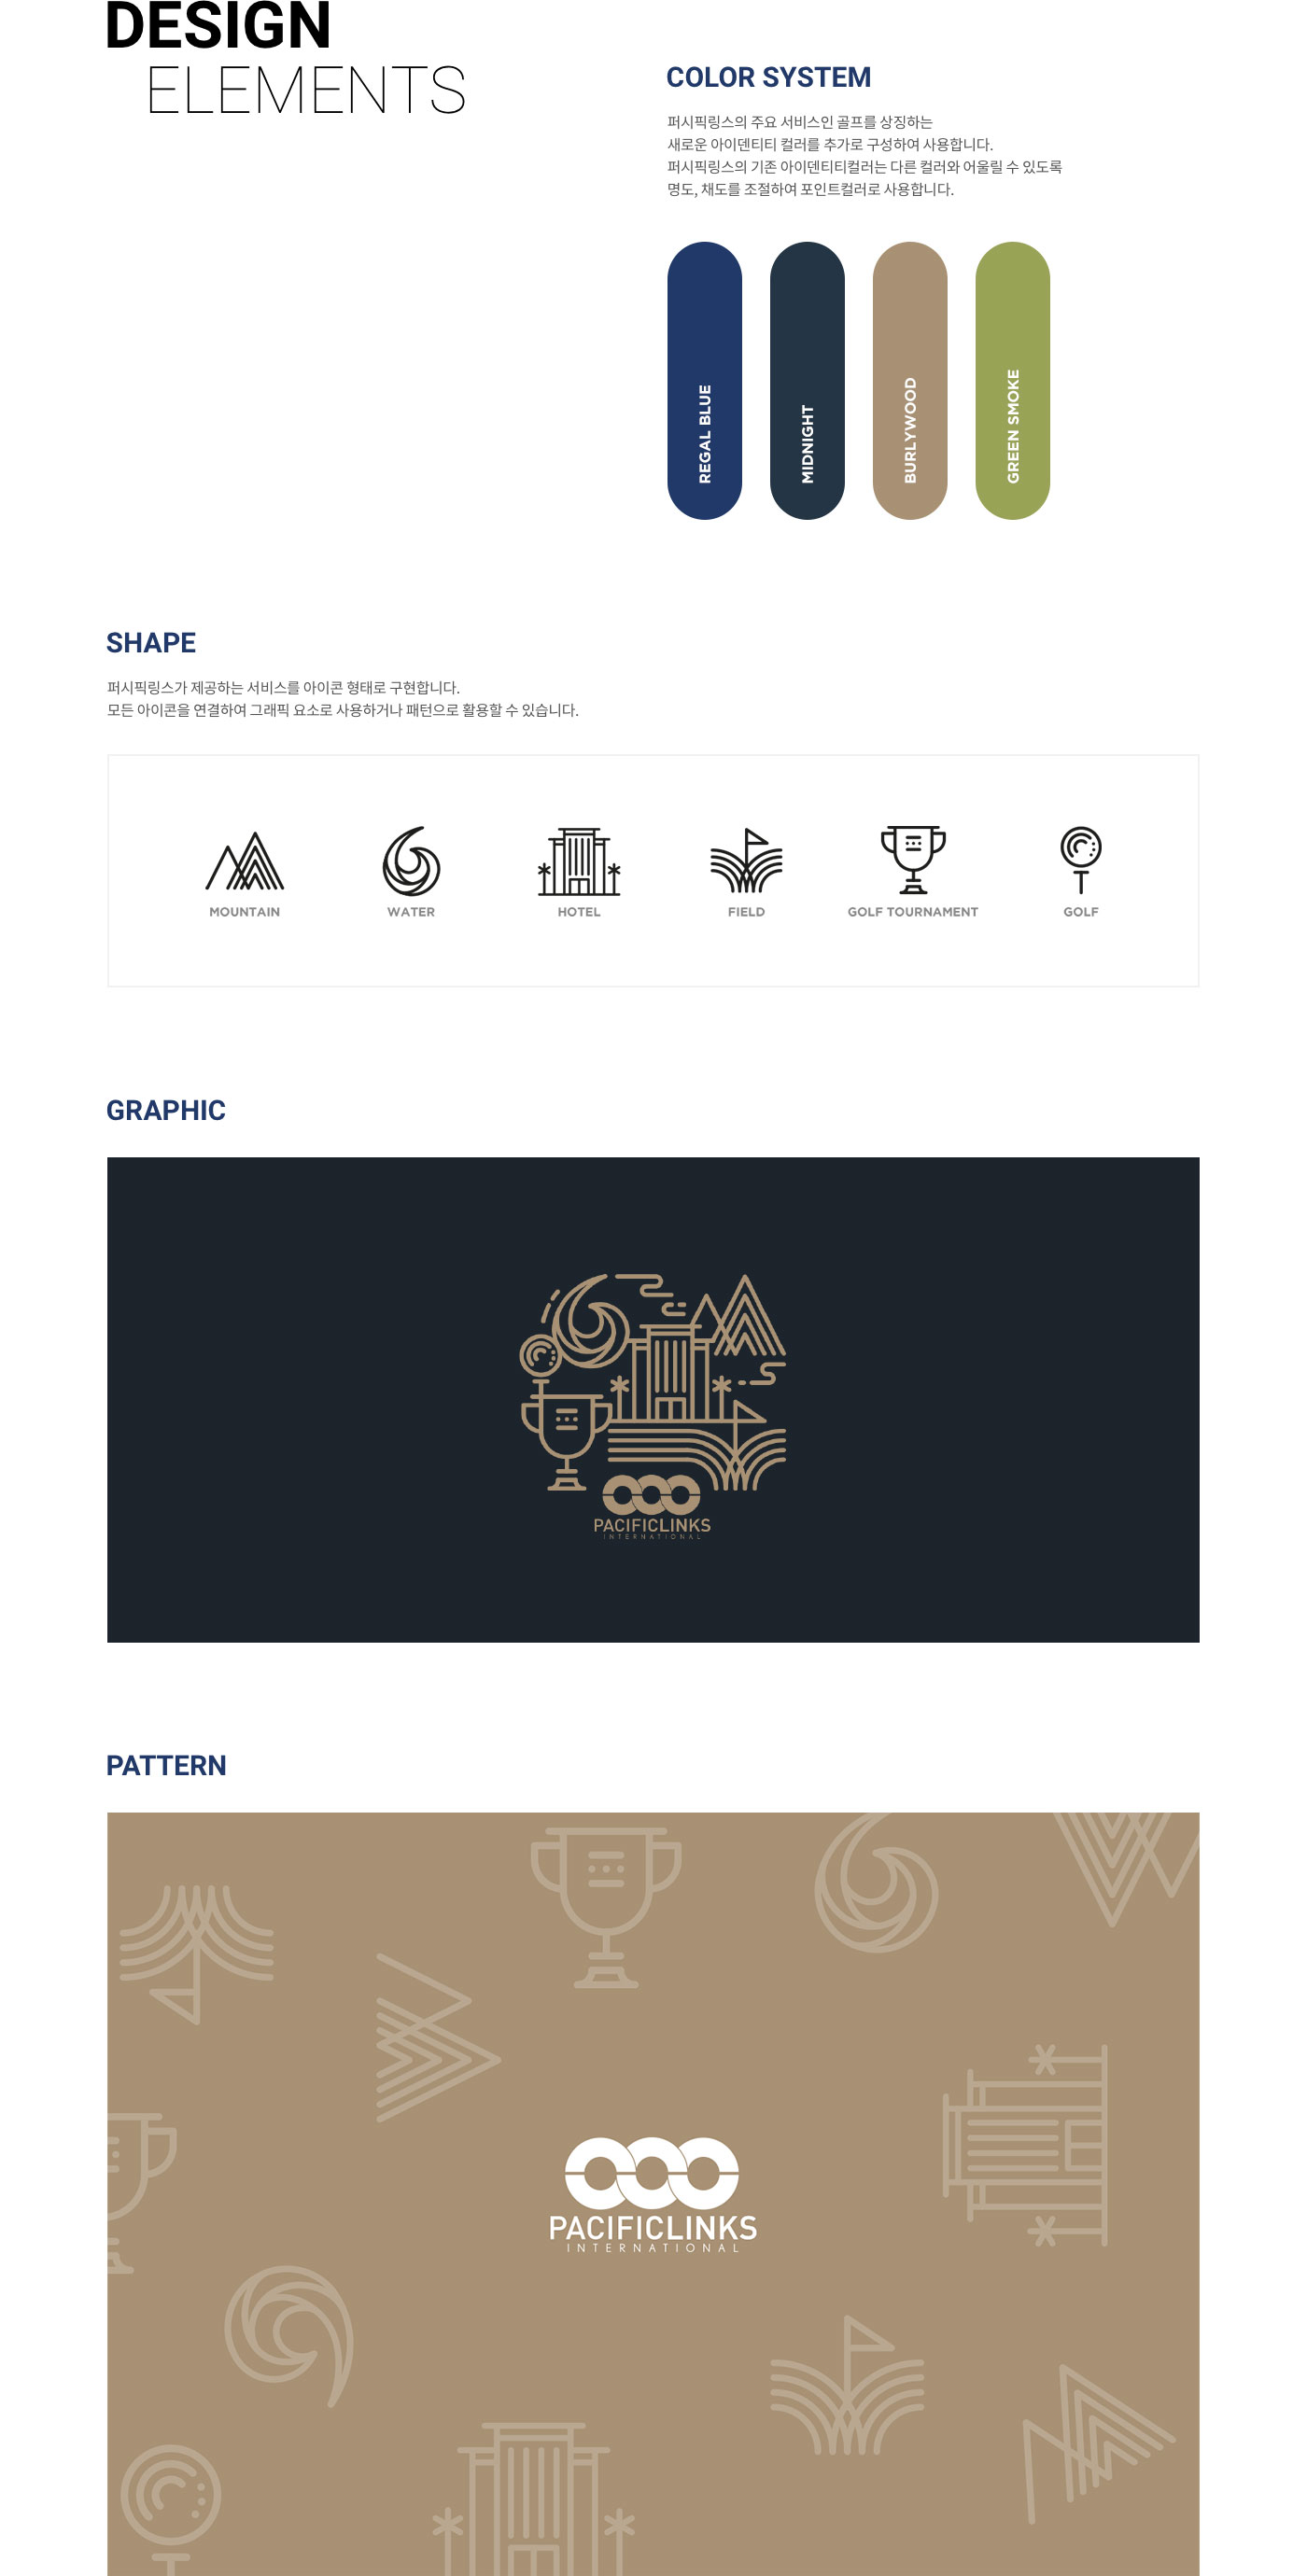 DESIGN
ELEMENTS
COLOR SYSTEM
퍼시픽링스의 주요 서비스인 골프를 상징하는
새로운 아이덴티티 컬러를 추가로 구성하여 사용합니다.
퍼시픽링스의 기존 아이덴티티컬러는 다른 컬러와 어울릴 수 있도록
명도, 채도를 조절하여 포인트컬러로 사용합니다.
REGAL BLUE
MIDNIGHT
BURLYWOOD
GREEN SMOKE
SHAPE
퍼시픽링스가 제공하는 서비스를 아이콘 형태로 구현합니다.
모든 아이콘을 연결하여 그래픽 요소로 사용하거나 패턴으로 활용할 수 있습니다.
MOUNTAIN
WATER
HOTEL
FIELD
GOLF TOURNAMENT
GOLF
GRAPHIC
PACIFICLINKS
INTERNATIONAL
PATTERN
PACIFICLINKS
INTERNATIONAL